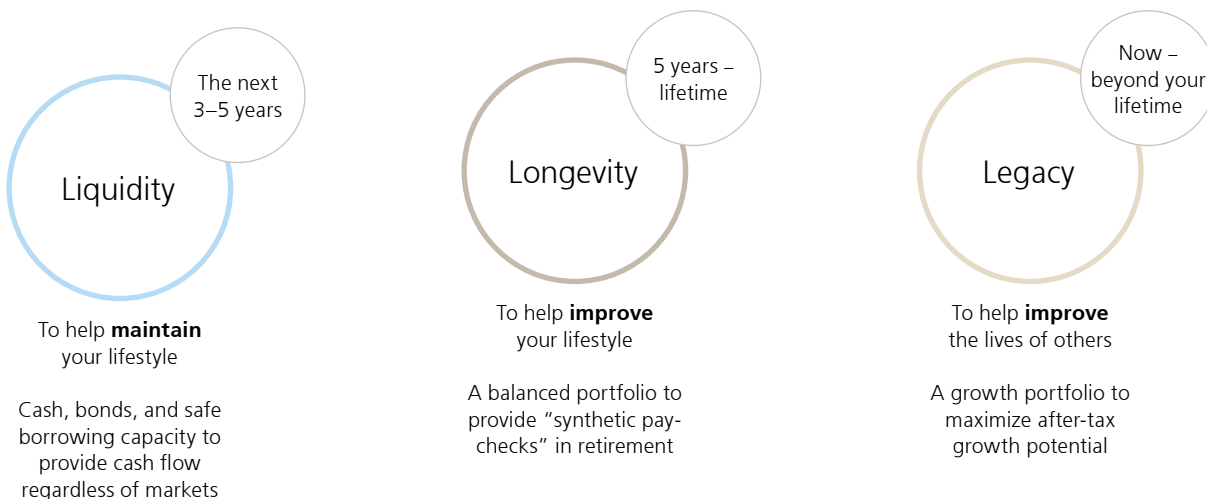 The next
3–5 years
Liquidity
To help maintain
your lifestyle
Cash, bonds, and safe
borrowing capacity to
provide cash flow
regardless of markets
5 years –
lifetime
Longevity
To help improve
your lifestyle
A balanced portfolio to
provide “synthetic pay-
checks” in retirement
Now –
beyond your
lifetime
Legacy
To help improve
the lives of others
A growth portfolio to
maximize after-tax
growth potential